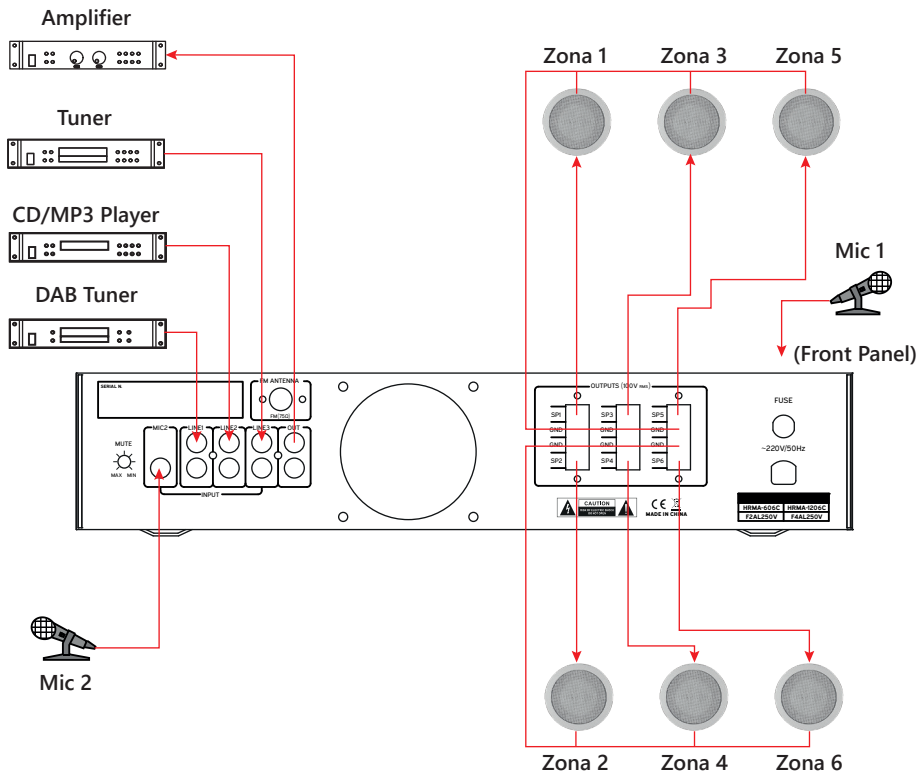 Amplifier
Tuner
CD/MP3 Player
DAB Tuner
Zona 1
Zona 3
Zona 5
Mic 1
(Front Panel)
SERIAL N.
FM ANTENNA
FM(75Ω)
MUTE
MAX MIN
MIC2
LINE1
LINE2
LINE3
OUT
INPUT
OUTPUTS (100V RMS)
SP1
GND
GND
SP2
SP3
GND
GND
SP4
SP5
GND
GND
SP6
CAUTION
CE
MADE IN CHINA
FUSE
~220V/50Hz
HRMA-606C HRMA-1206C
F2AL250V F4AL250V
Mic 2
Zona 2
Zona 4
Zona 6